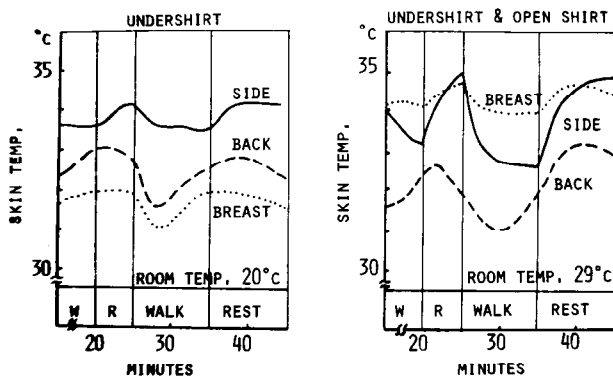 UNDERSHIRT
°C
35
SIDE
BACK
BREAST
SKIN TEMP,
30
ROOM TEMP, 20°C
W R WALK REST
20 30 40
MINUTES
UNDERSHIRT & OPEN SHIRT
°C
35
BREAST
SIDE
BACK
SKIN TEMP,
30
ROOM TEMP, 29°C
W R WALK REST
20 30 40
MINUTES